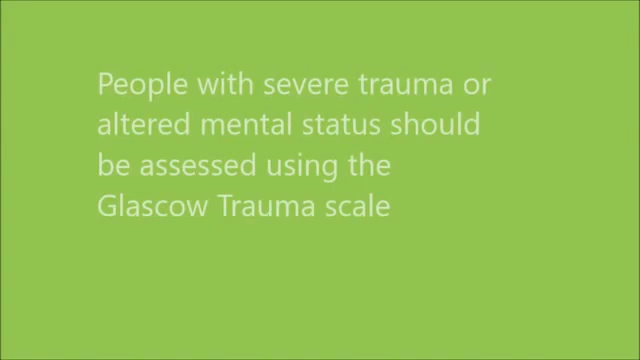 People with severe trauma or
altered mental status should
be assessed using the
Glascow Trauma scale